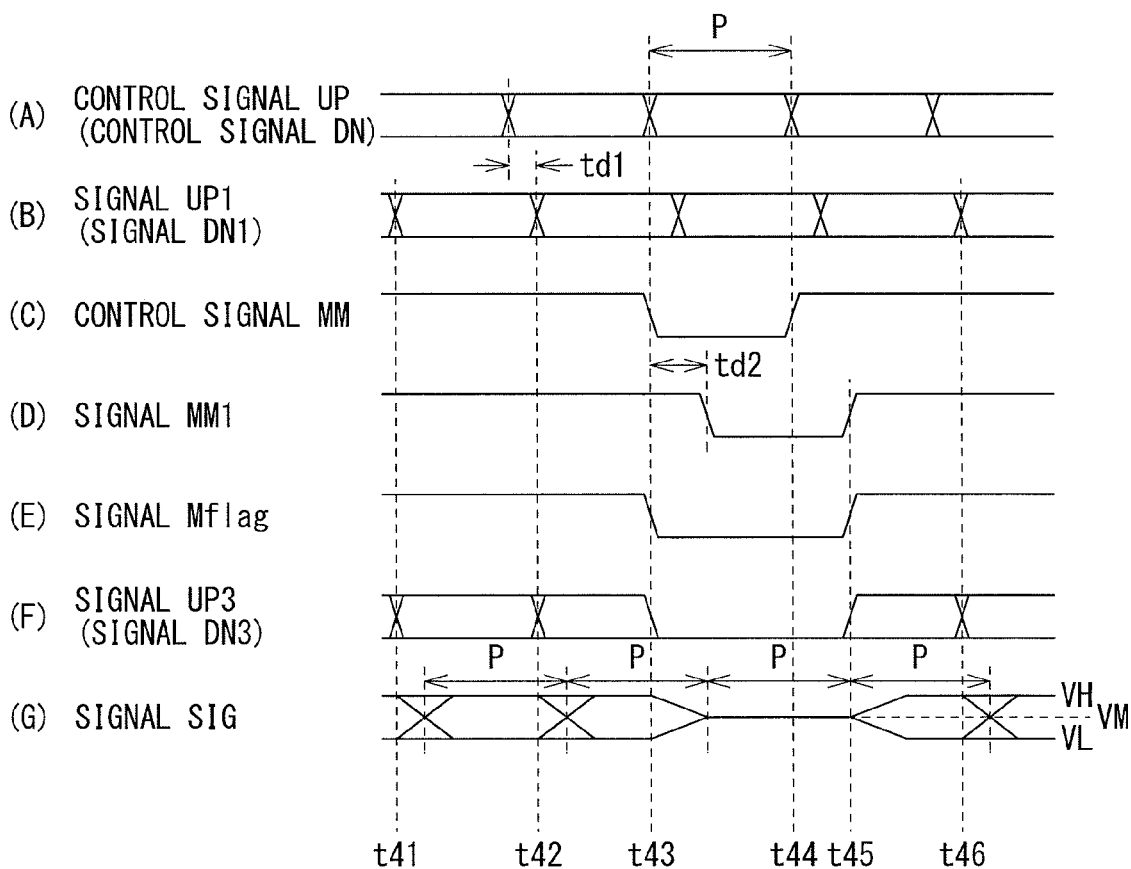 P
(A) CONTROL SIGNAL UP
(CONTROL SIGNAL DN)
td1
(B) SIGNAL UP1
(SIGNAL DN1)
(C) CONTROL SIGNAL MM
td2
(D) SIGNAL MM1
(E) SIGNAL Mflag
(F) SIGNAL UP3
(SIGNAL DN3)
P P P P
(G) SIGNAL SIG
VH
VM
VL
t41 t42 t43 t44 t45 t46